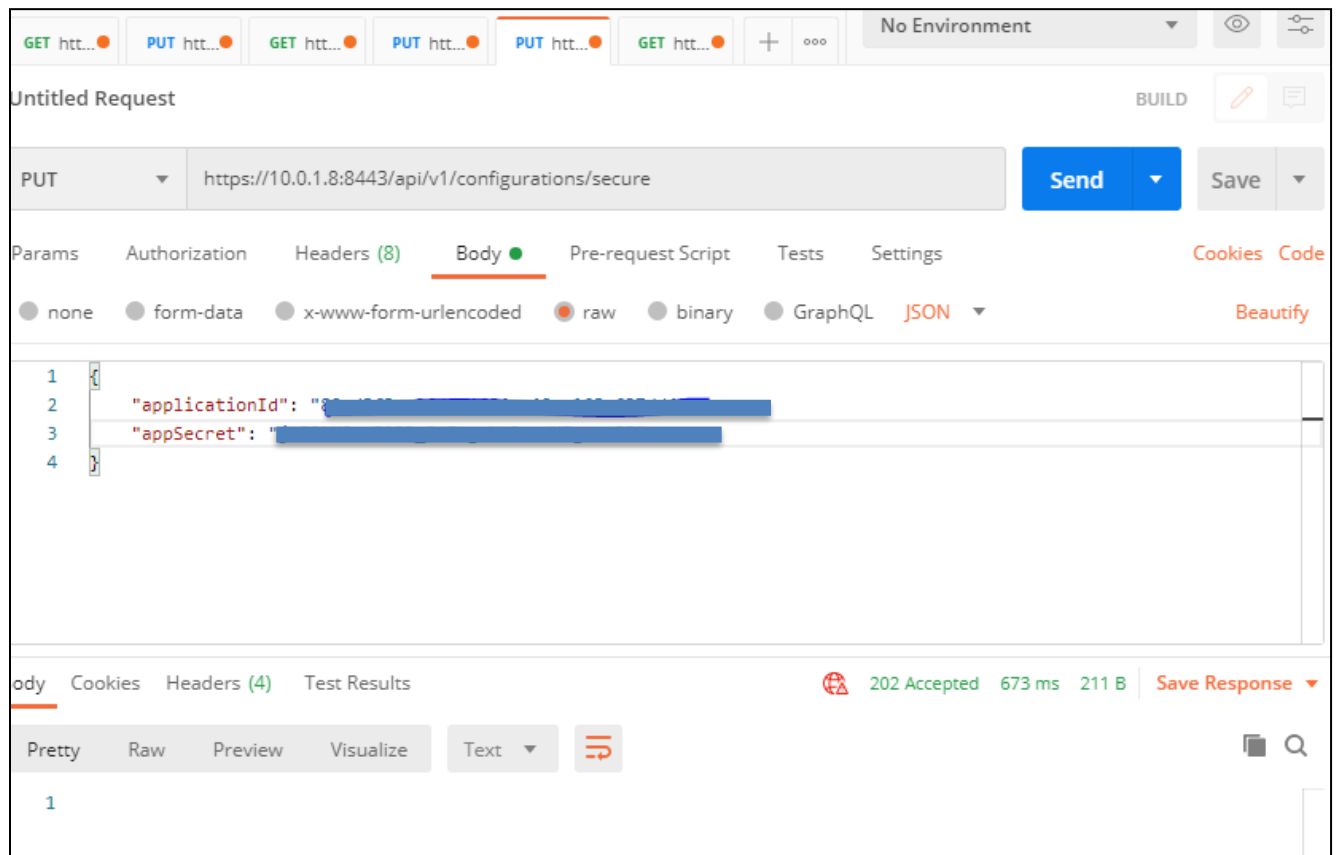 GET htt... PUT htt... GET htt... PUT htt... PUT htt... GET htt... No Environment
Untitled Request BUILD
PUT https://10.0.1.8:8443/api/v1/configurations/secure Send Save
Params Authorization Headers (8) Body Pre-request Script Tests Settings Cookies Code
none form-data x-www-form-urlencoded raw binary GraphQL JSON Beautify
1 {
2 "applicationId": "
3 "appSecret": "
4 }
ody Cookies Headers (4) Test Results 202 Accepted 673 ms 211 B Save Response
Pretty Raw Preview Visualize Text
1